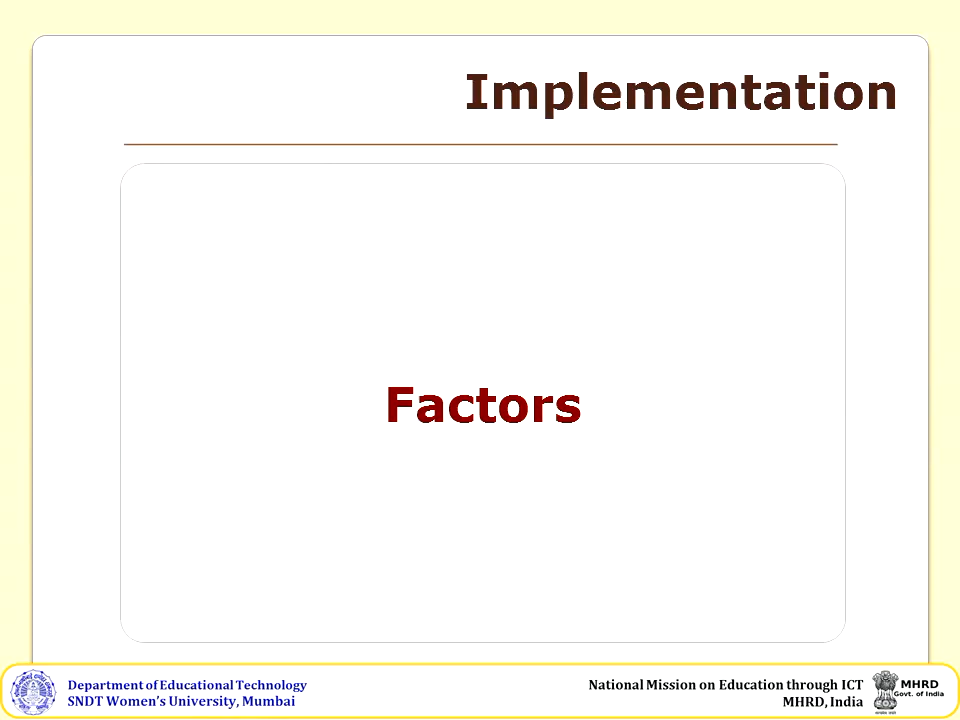 Implementation
Factors
Department of Educational Technology
SNDT Women's University, Mumbai
National Mission on Education through ICT
MHRD, India
MHRD
Govt. of India